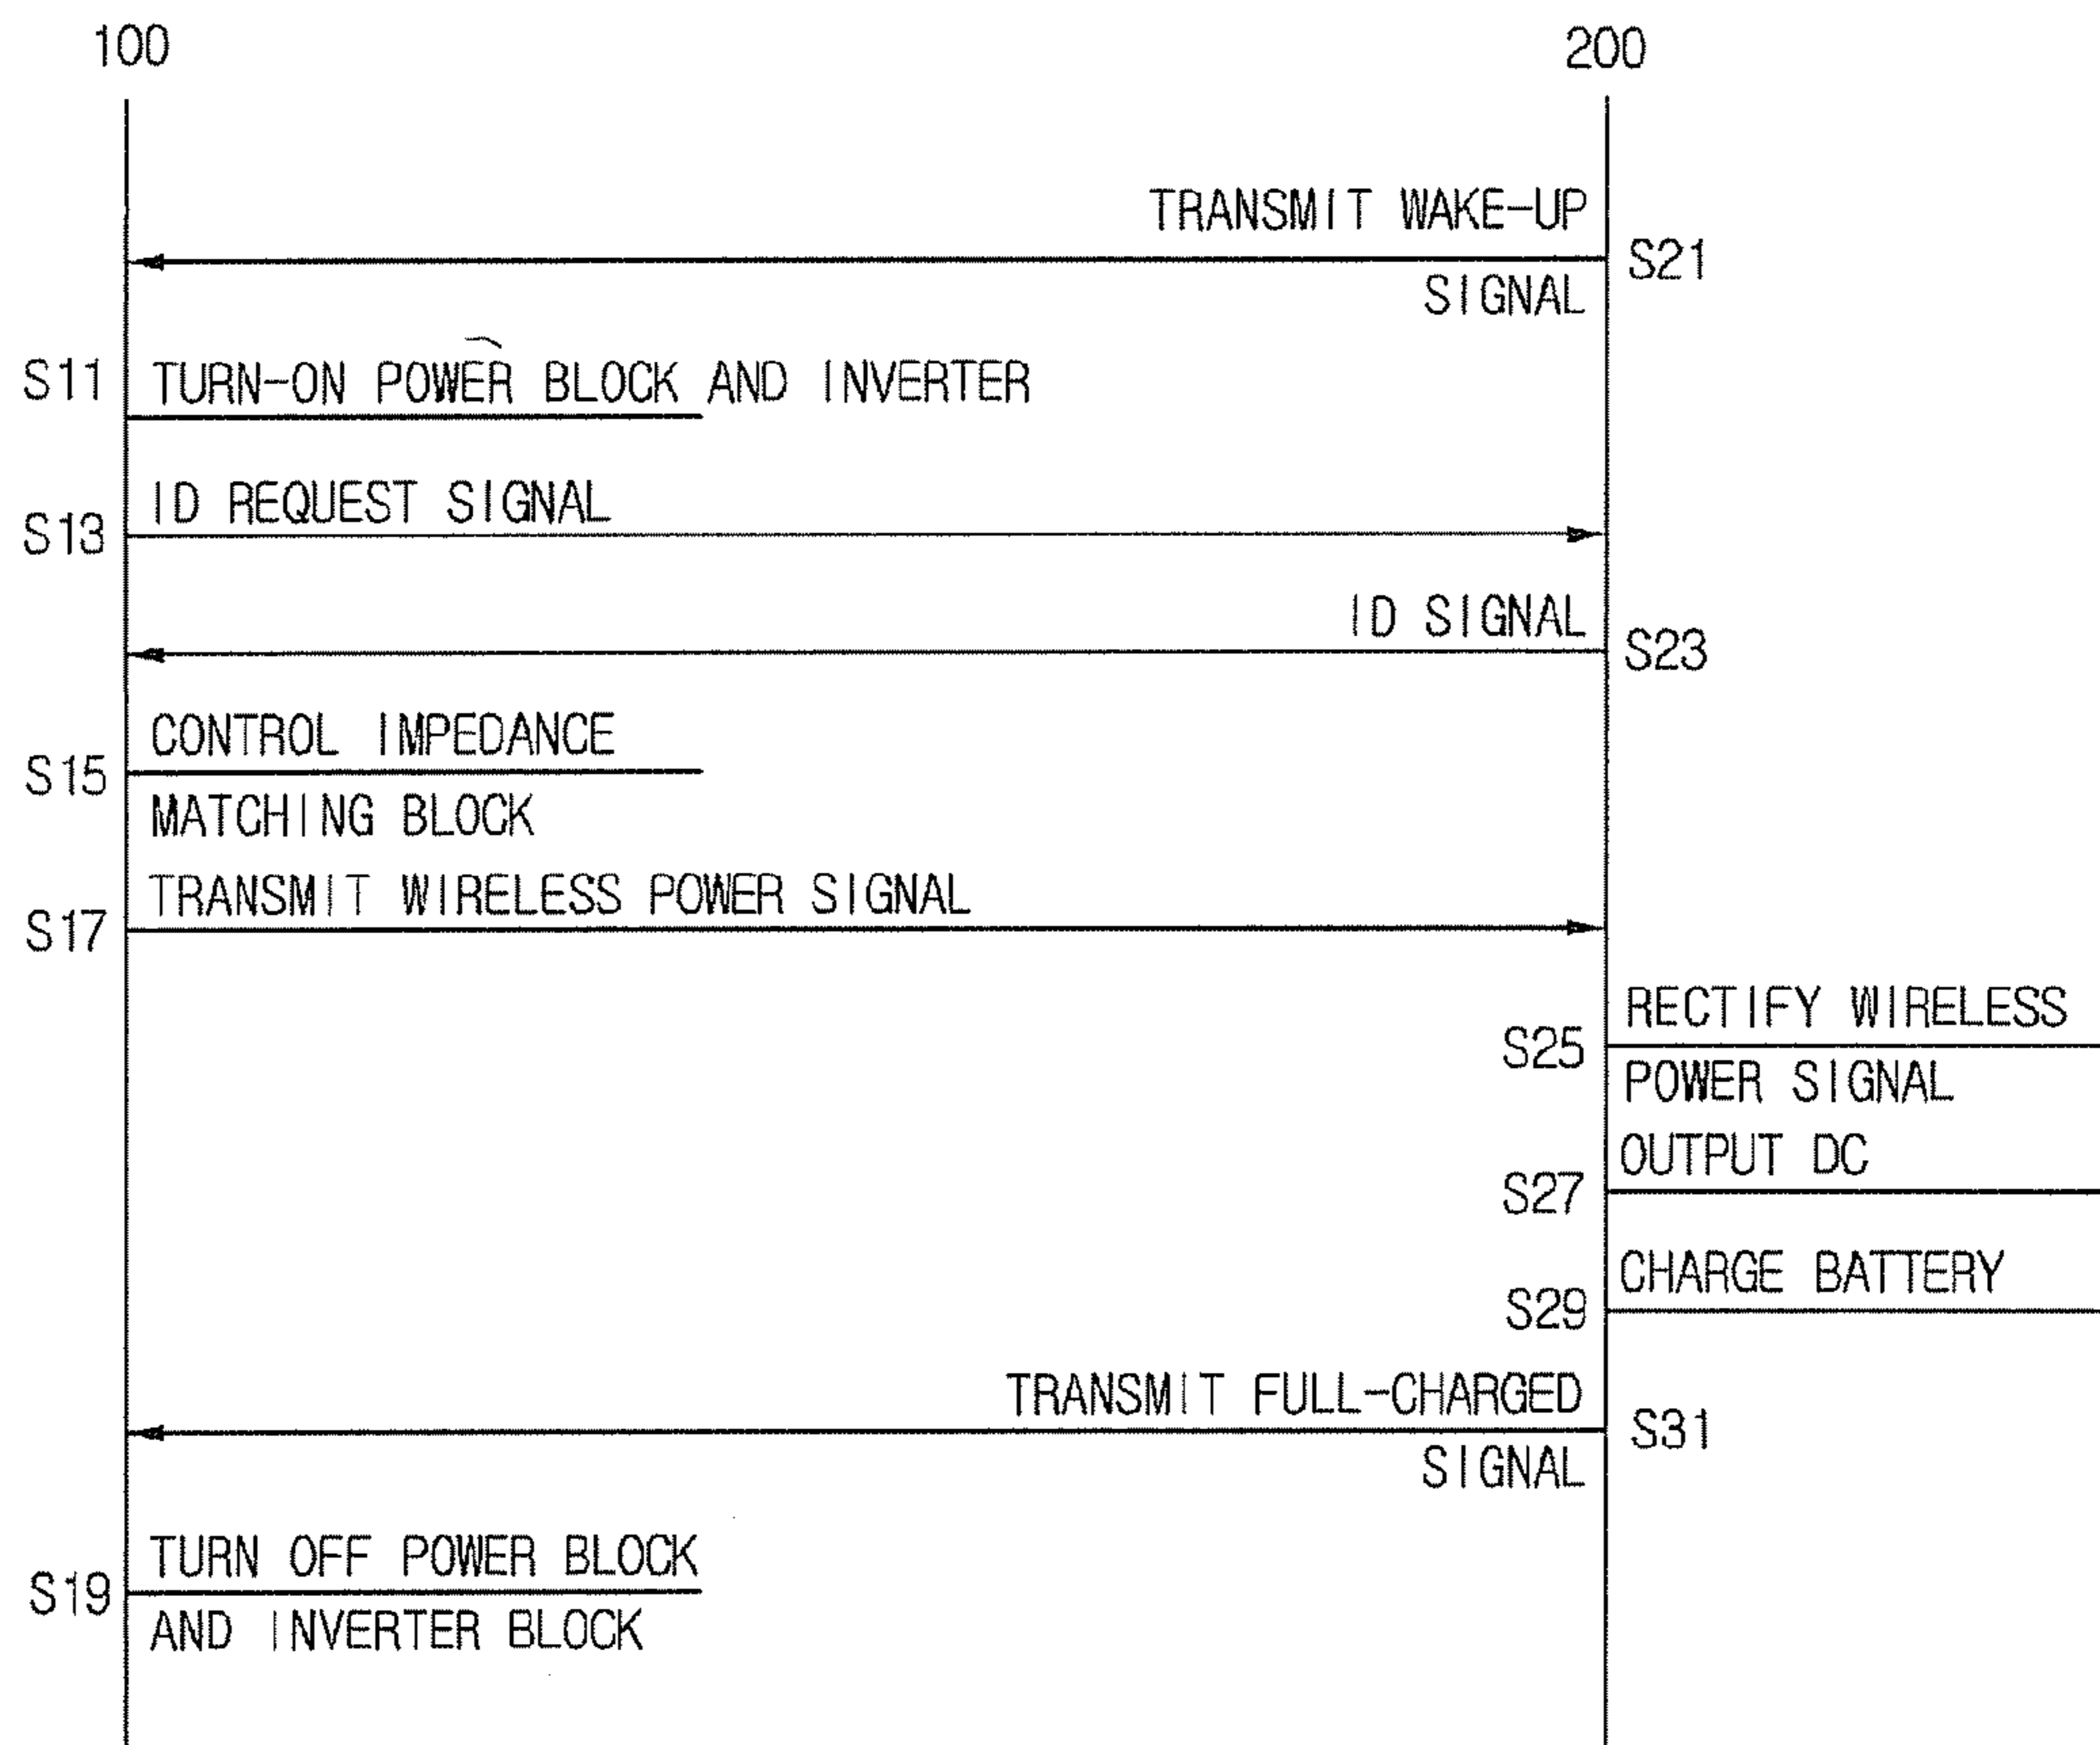 100
200
TRANSMIT WAKE-UP
S21
SIGNAL
S11
TURN-ON POWER BLOCK AND INVERTER
ID REQUEST SIGNAL
S13
ID SIGNAL
S23
CONTROL IMPEDANCE
S15
MATCHING BLOCK
TRANSMIT WIRELESS POWER SIGNAL
S17
RECTIFY WIRELESS
S25
POWER SIGNAL
OUTPUT DC
S27
CHARGE BATTERY
S29
TRANSMIT FULL-CHARGED
S31
SIGNAL
TURN OFF POWER BLOCK
S19
AND INVERTER BLOCK